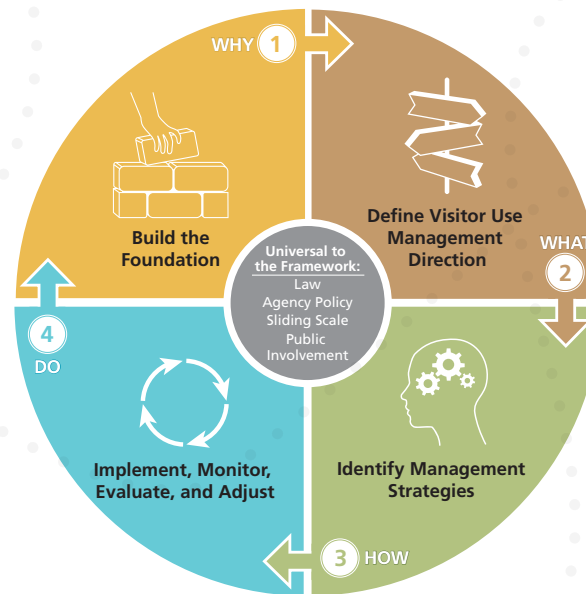 WHY 1
Build the
Foundation
Define Visitor Use
Management
Direction
WHAT
2
Universal to
the Framework:
Law
Agency Policy
Sliding Scale
Public
Involvement
Identify Management
Strategies
3 HOW
Implement, Monitor,
Evaluate, and Adjust
4
DO